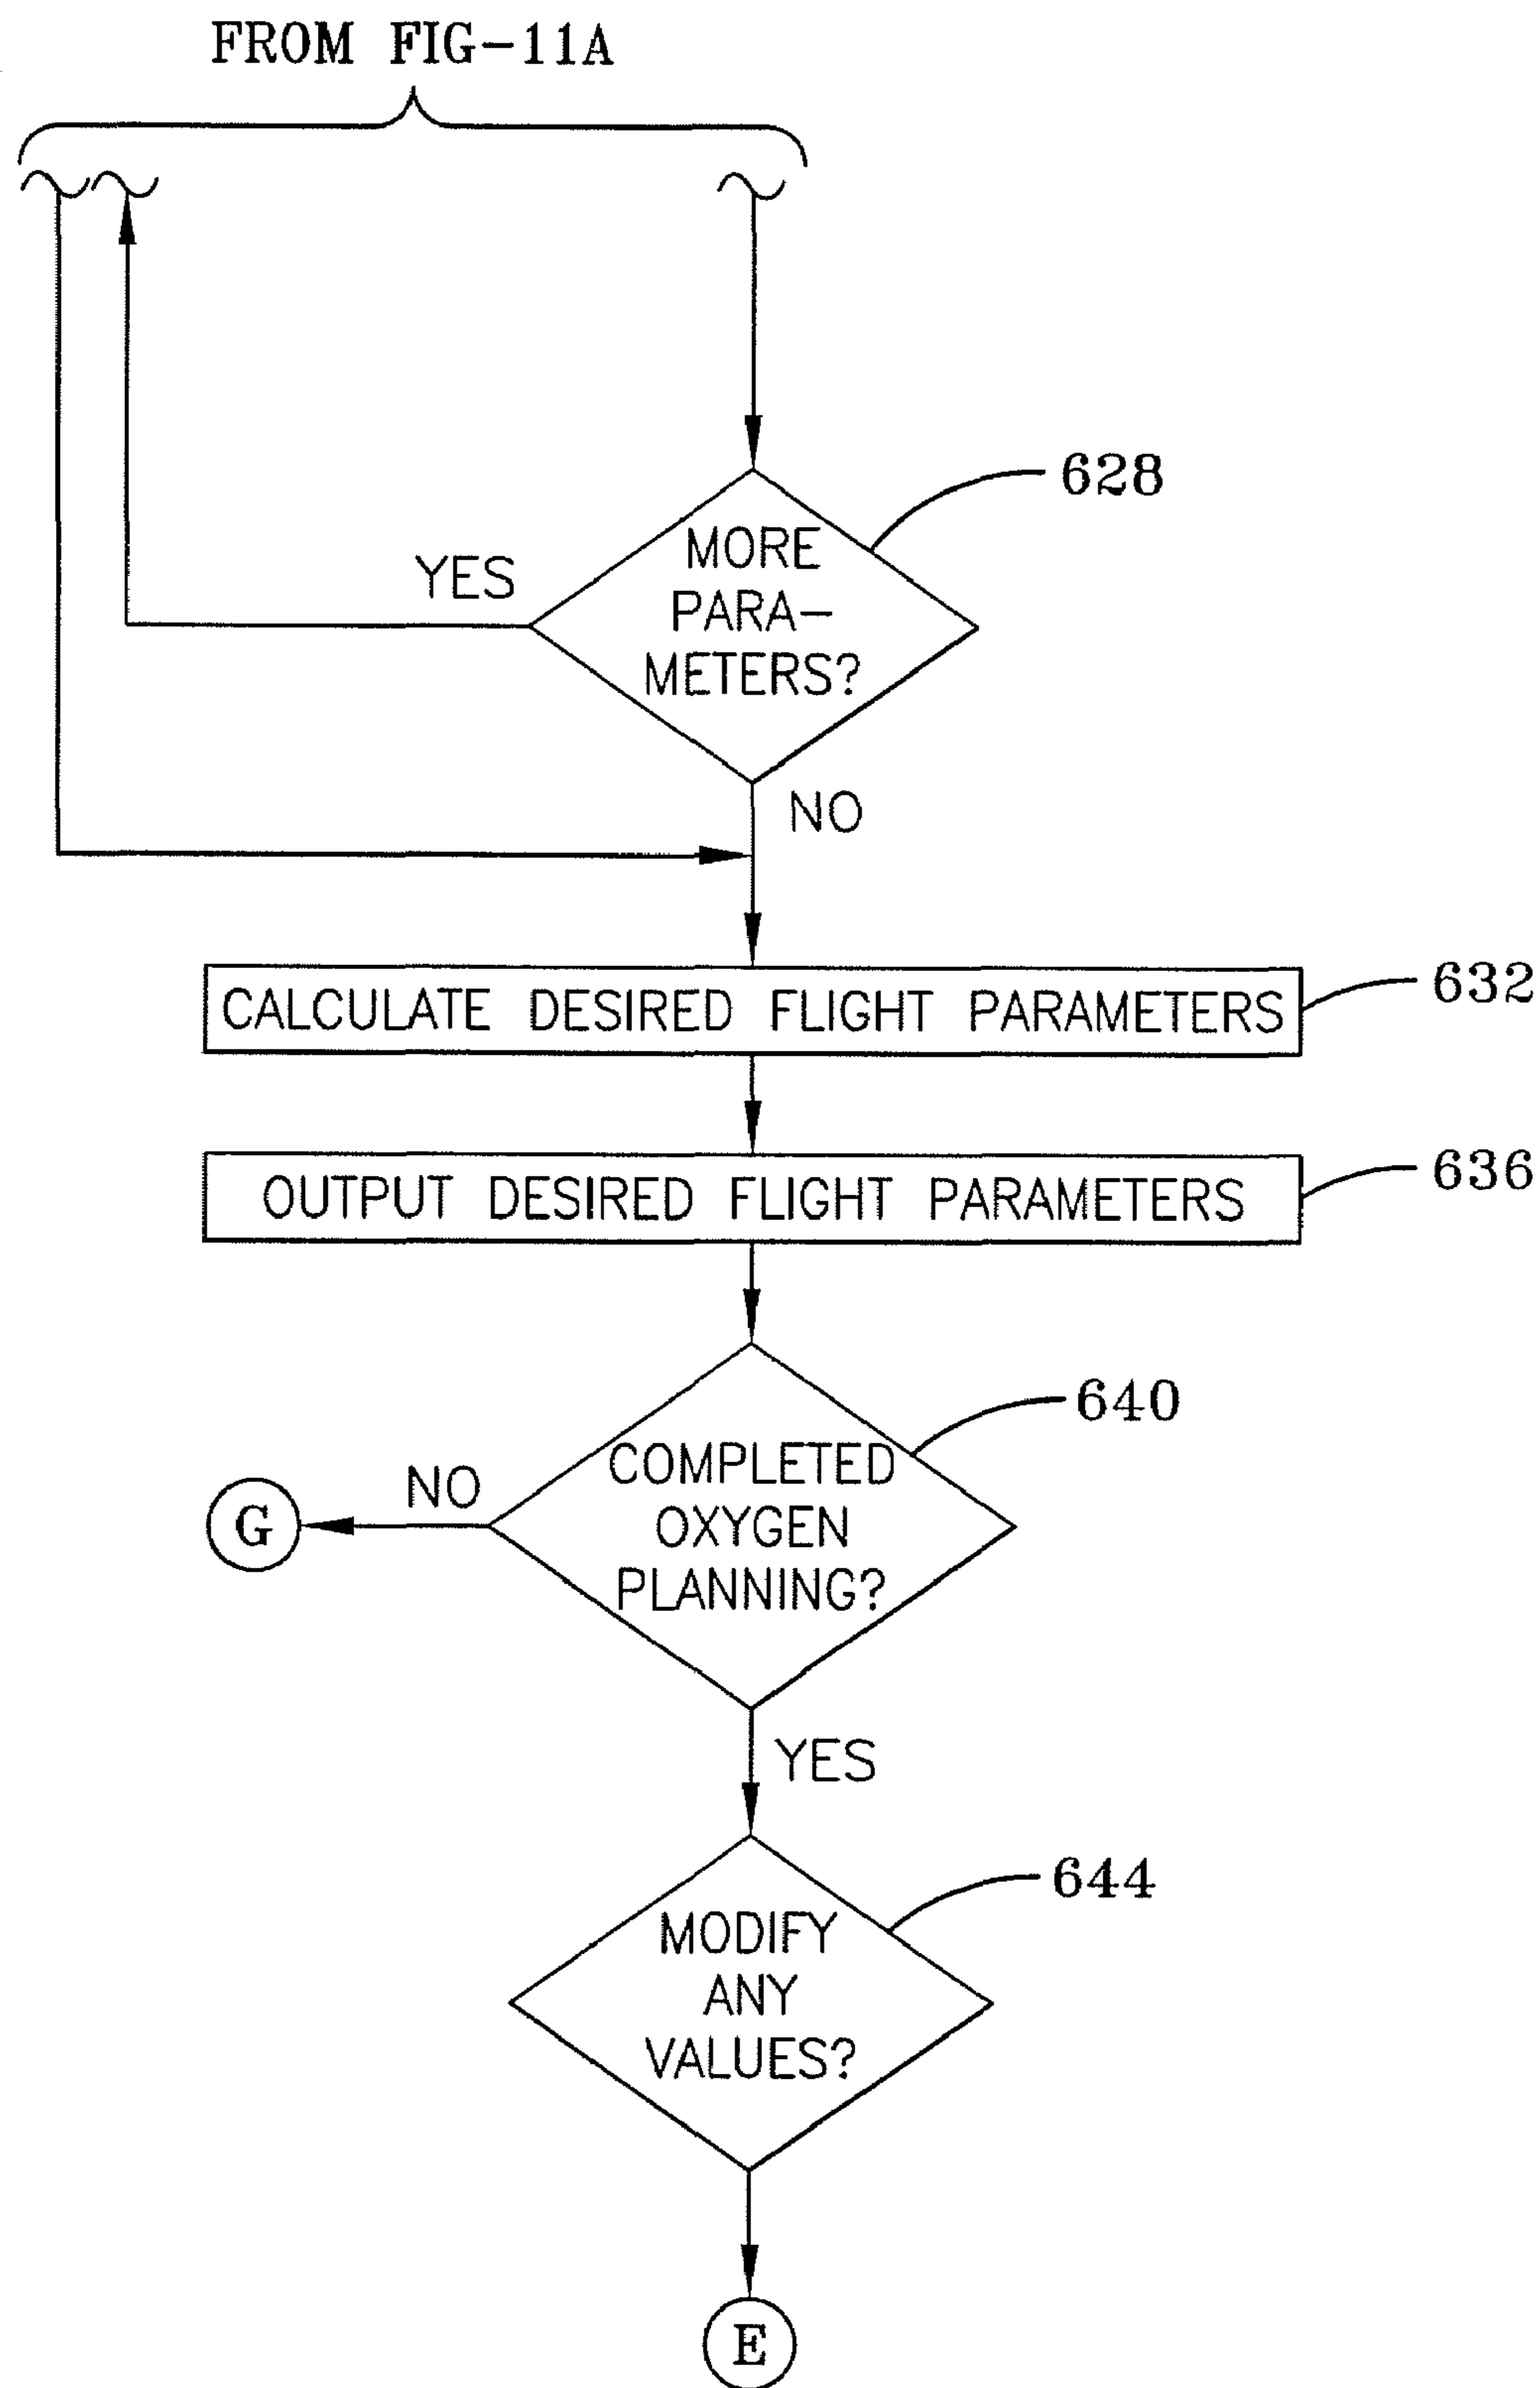 FROM FIG-11A
628
MORE
PARA-
METERS?
YES
NO
CALCULATE DESIRED FLIGHT PARAMETERS
632
OUTPUT DESIRED FLIGHT PARAMETERS
636
640
COMPLETED
OXYGEN
PLANNING?
NO
G
YES
644
MODIFY
ANY
VALUES?
E